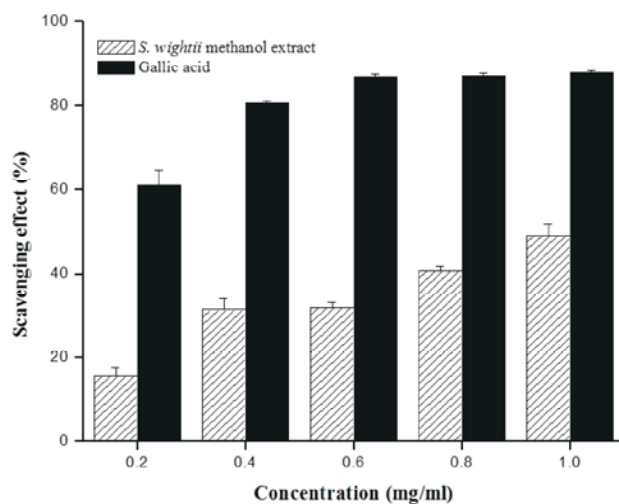 100
80
60
40
20
0
Scavenging effect (%)
S. wightii methanol extract
Gallic acid
0.2 0.4 0.6 0.8 1.0
Concentration (mg/ml)